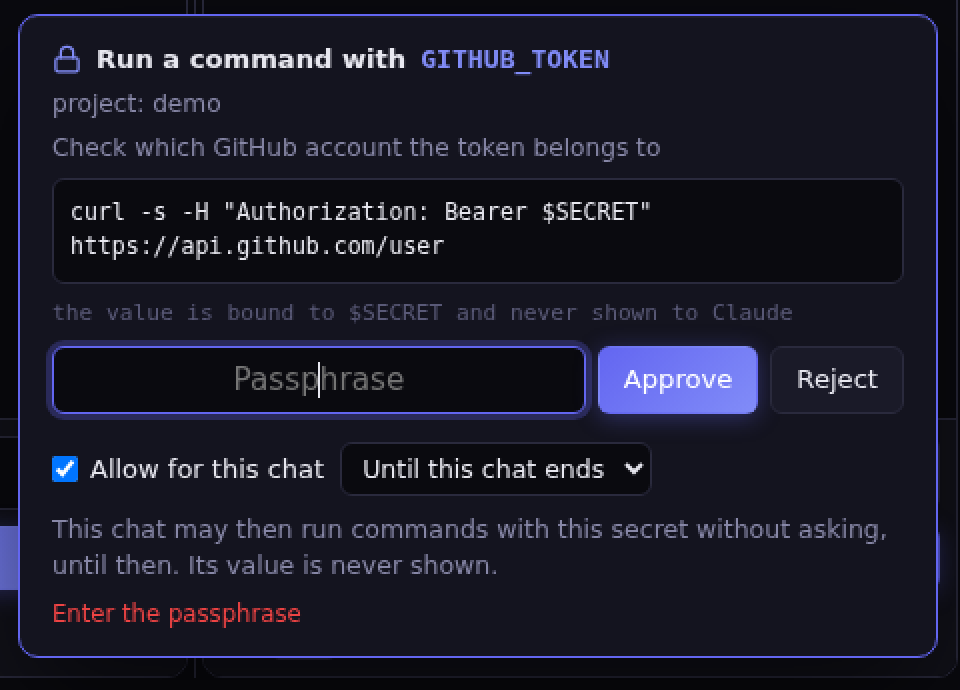 Run a command with GITHUB_TOKEN
project: demo
Check which GitHub account the token belongs to
curl -s -H "Authorization: Bearer $SECRET"
https://api.github.com/user
the value is bound to $SECRET and never shown to Claude
Passphrase
Approve
Reject
Allow for this chat
Until this chat ends
This chat may then run commands with this secret without asking,
until then. Its value is never shown.
Enter the passphrase